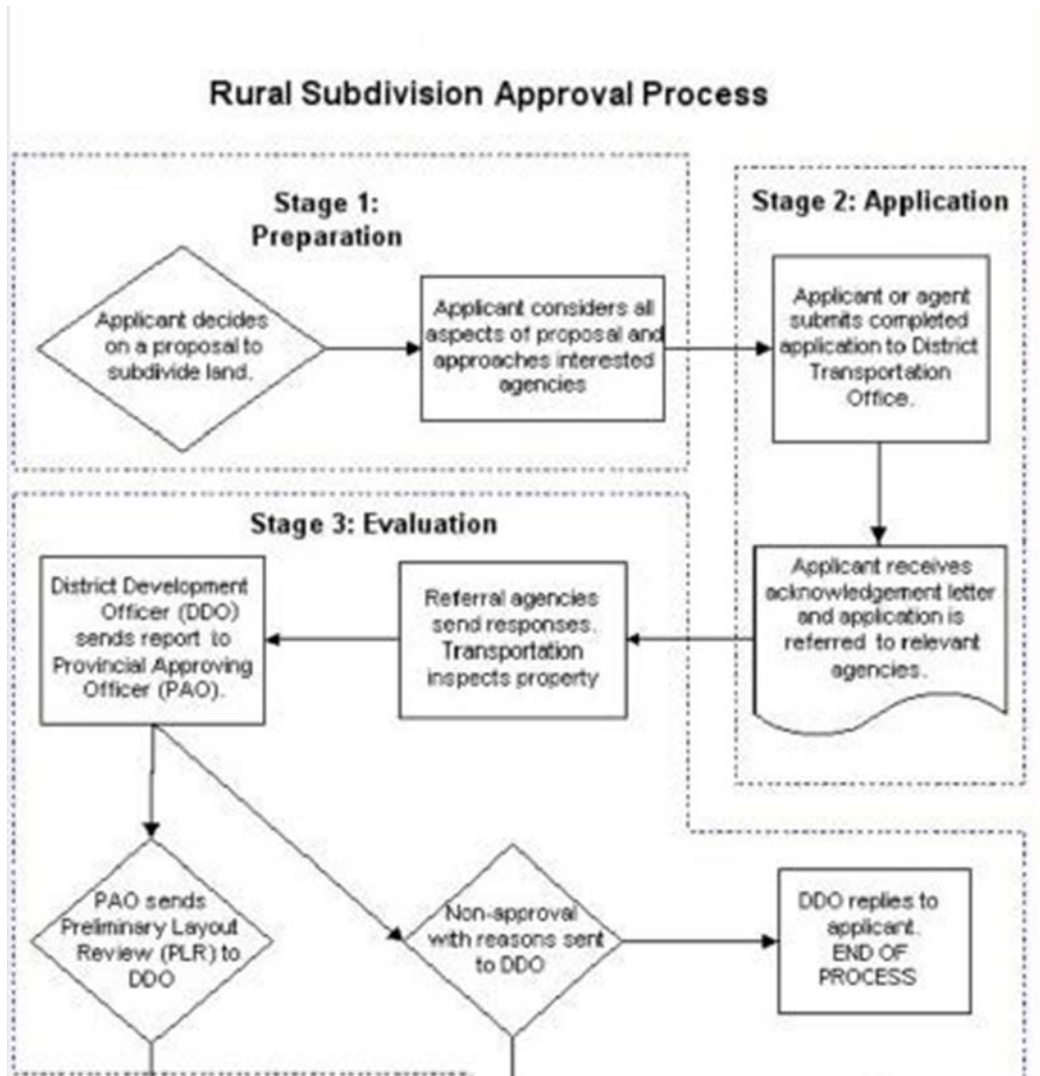 Rural Subdivision Approval Process
Stage 1:
Preparation
Applicant decides
on a proposal to
subdivide land.
Applicant considers all
aspects of proposal and
approaches interested
agencies
Stage 2: Application
Applicant or agent
submits completed
application to District
Transportation
Office.
Applicant receives
acknowledgement letter
and application is
referred to relevant
agencies.
Stage 3: Evaluation
Referral agencies
send responses.
Transportation
inspects property
District Development
Officer (DDO)
sends report to
Provincial Approving
Officer (PAO).
PAO sends
Preliminary Layout
Review (PLR) to
DDO
Non-approval
with reasons sent
to DDO
DDO replies to
applicant.
END OF
PROCESS